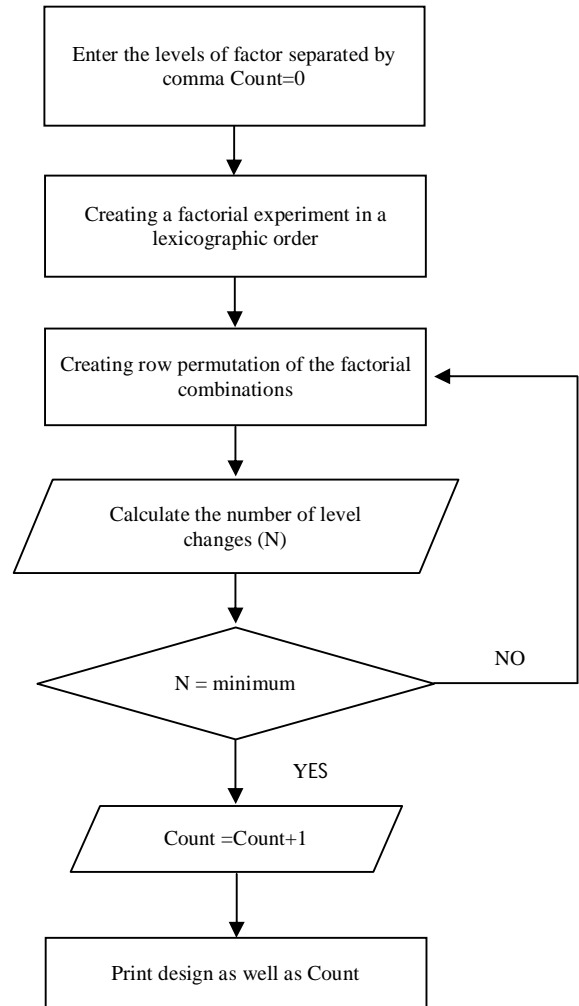 Enter the levels of factor separated by
comma Count=0
Creating a factorial experiment in a
lexicographic order
Creating row permutation of the factorial
combinations
Calculate the number of level
changes (N)
N = minimum
NO
YES
Count =Count+1
Print design as well as Count